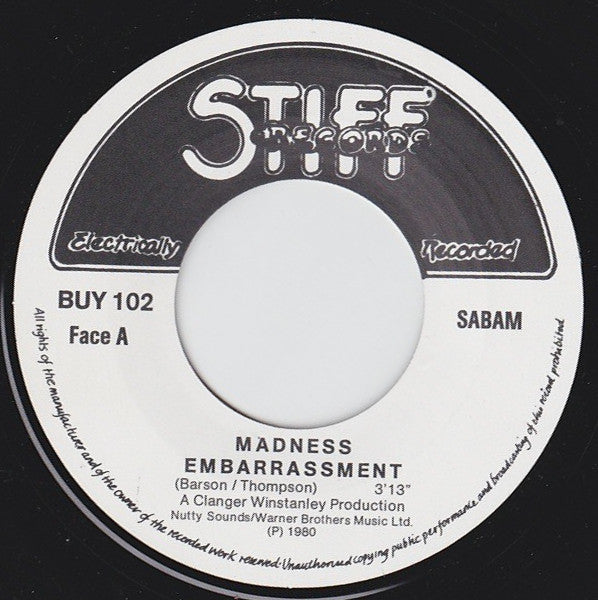 STIFF
RECORDS
Electrically Recorded
BUY 102
Face A
SABAM
MADNESS
EMBARRASSMENT
(Barson / Thompson) 3'13"
A Clanger Winstanley Production
Nutty Sounds/Warner Brothers Music Ltd.
(P) 1980
All rights of the manufacturer and of the owner of the recorded work reserved·Unauthorised copying public performance and broadcasting of this record prohibited